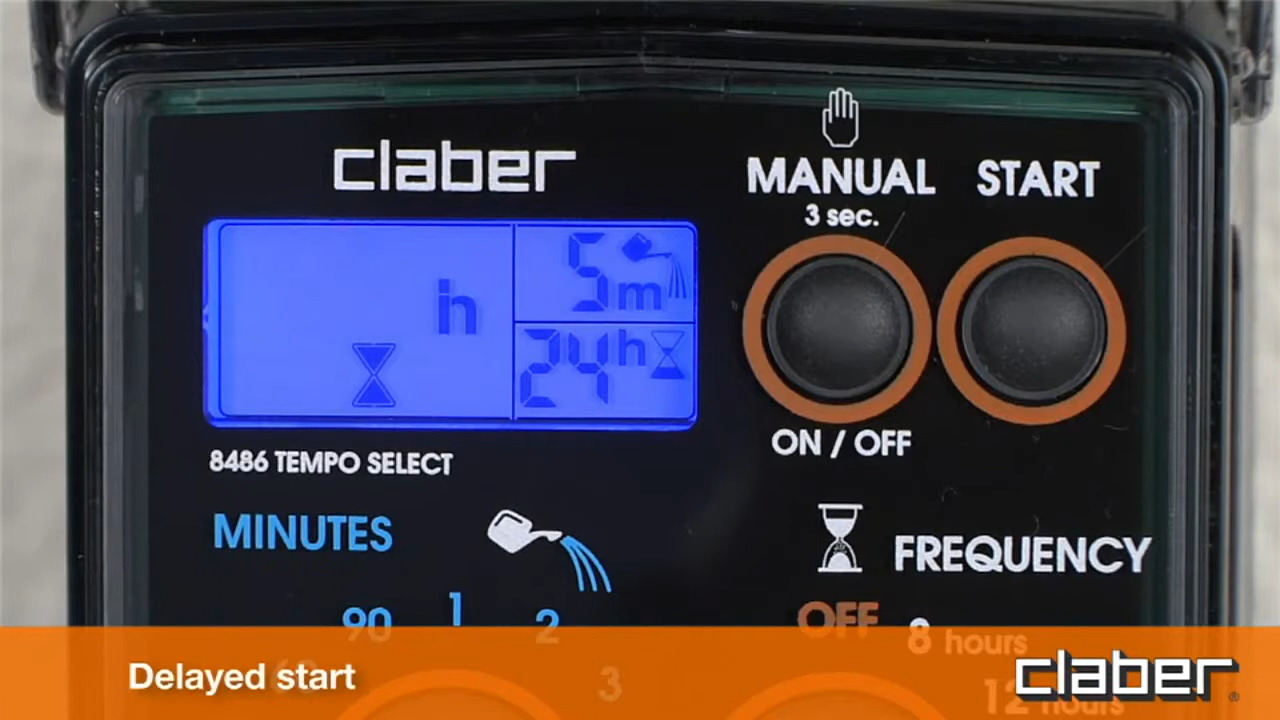 claber
MANUAL
3 sec.
START
h
5m
24h
ON / OFF
8486 TEMPO SELECT
MINUTES
FREQUENCY
90
1
2
OFF
8 hours
60
3
12 hours
Delayed start
claber